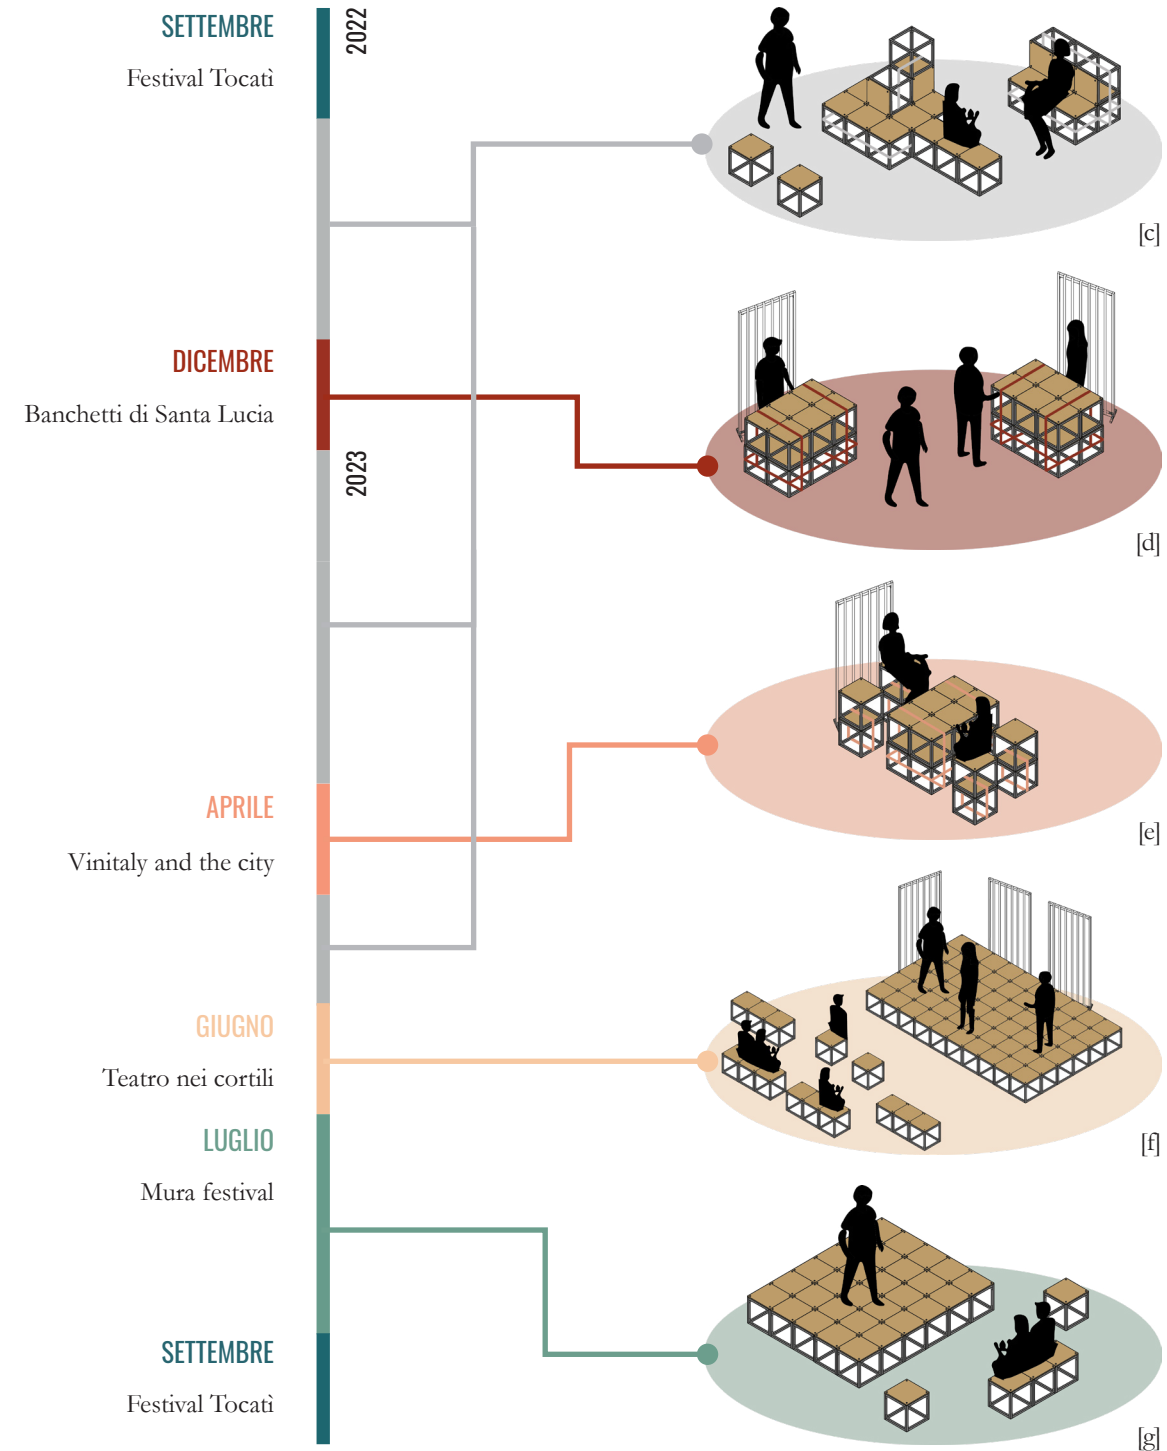 SETTEMBRE
2022
Festival Tocatì
[c]
DICEMBRE
Banchetti di Santa Lucia
2023
[d]
APRILE
Vinitaly and the city
[e]
GIUGNO
Teatro nei cortili
[f]
LUGLIO
Mura festival
SETTEMBRE
Festival Tocatì
[g]